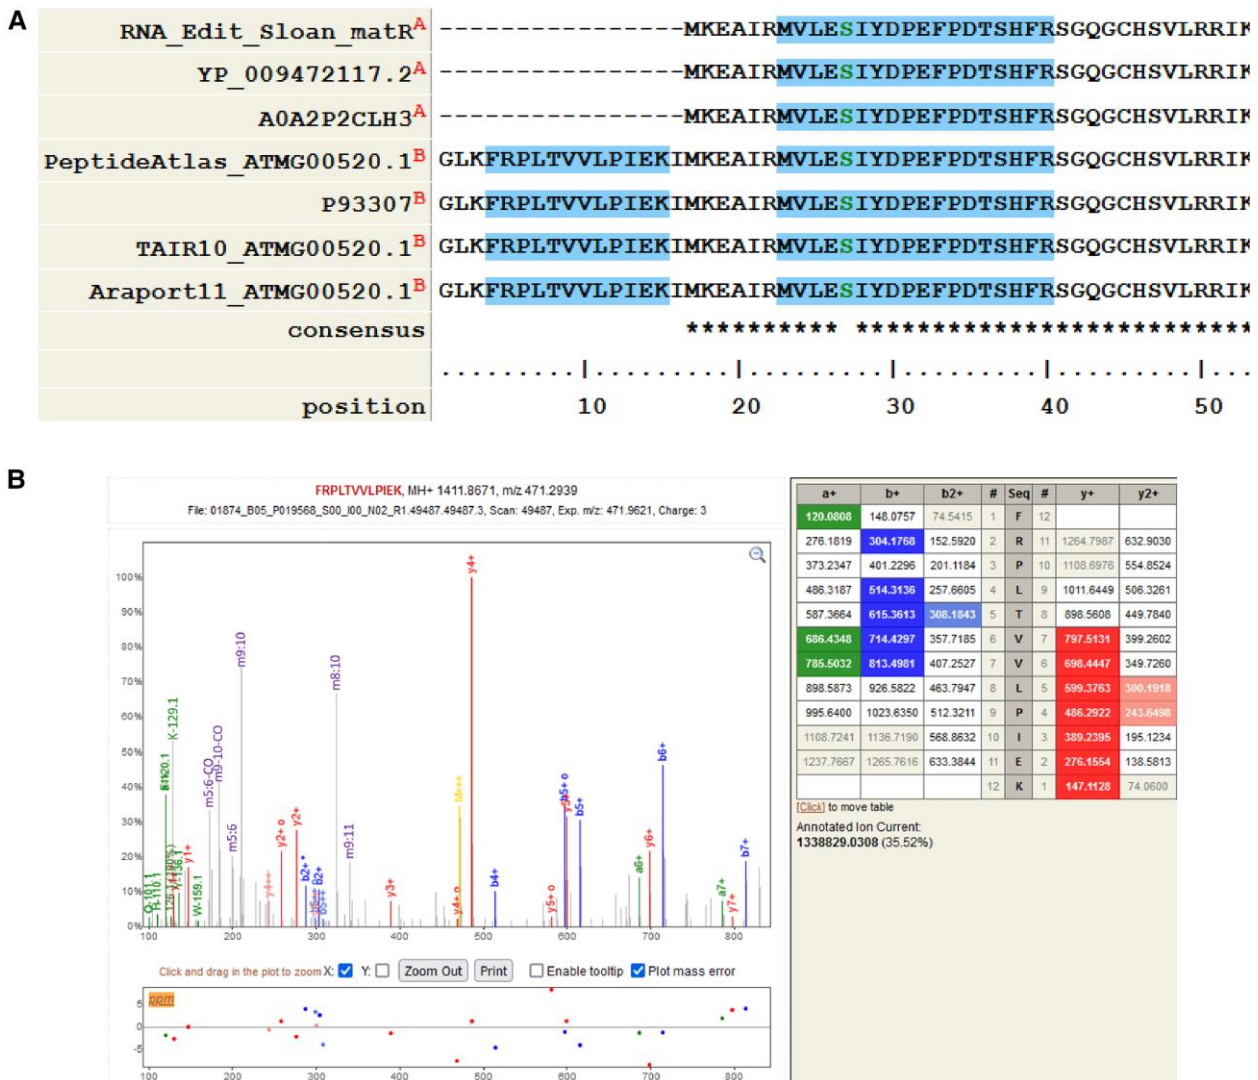 A
RNA_Edit_Sloan_matR^A ----------------MKEAIRMVLESIYDPEFPDTSHFRSGQGCHSVLRRIK
YP_009472117.2^A ----------------MKEAIRMVLESIYDPEFPDTSHFRSGQGCHSVLRRIK
A0A2P2CLH3^A ----------------MKEAIRMVLESIYDPEFPDTSHFRSGQGCHSVLRRIK
PeptideAtlas_ATMG00520.1^B GLKFRPLTVVLPIEKIMKEAIRMVLESIYDPEFPDTSHFRSGQGCHSVLRRIK
P93307^B GLKFRPLTVVLPIEKIMKEAIRMVLESIYDPEFPDTSHFRSGQGCHSVLRRIK
TAIR10_ATMG00520.1^B GLKFRPLTVVLPIEKIMKEAIRMVLESIYDPEFPDTSHFRSGQGCHSVLRRIK
Araport11_ATMG00520.1^B GLKFRPLTVVLPIEKIMKEAIRMVLESIYDPEFPDTSHFRSGQGCHSVLRRIK
consensus ********** **************************
.........|.........|.........|.........|.........|...
position 10 20 30 40 50
B
FRPLTVVLPIEK, MH+ 1411.8671, m/z 471.2939
File: 01874_B05_P019568_S00_I00_N02_R1.49487.49487.3, Scan: 49487, Exp. m/z: 471.9621, Charge: 3
100%
90%
80%
70%
60%
50%
40%
30%
20%
10%
0%
K-129.1
y1+
W-159.1
m5:6-CO
m9:10-CO
m5:6
m9:10
y4++
y2+ o
y2+
b2+*
m8:10
m9:11
y3+
y4+ o
M+++
y4+
b4+
y5+ o
b5+ o
b5+
a6+
y6+
b6+
a7+
y7+
b7+
100 200 300 400 500 600 700 800
Click and drag in the plot to zoom X: Y: Zoom Out Print Enable tooltip Plot mass error
ppm
5
0
-5
100 200 300 400 500 600 700 800
a+ b+ b2+ # Seq # y+ y2+
120.0808 148.0757 74.5415 1 F 12
276.1819 304.1768 152.5920 2 R 11 1264.7987 632.9030
373.2347 401.2296 201.1184 3 P 10 1108.6976 554.8524
486.3187 514.3136 257.6605 4 L 9 1011.6449 506.3261
587.3664 615.3613 308.1843 5 T 8 898.5608 449.7840
686.4348 714.4297 357.7185 6 V 7 797.5131 399.2602
785.5032 813.4981 407.2527 7 V 6 698.4447 349.7260
898.5873 926.5822 463.7947 8 L 5 599.3763 300.1918
995.6400 1023.6350 512.3211 9 P 4 486.2922 243.6498
1108.7241 1136.7190 568.8632 10 I 3 389.2395 195.1234
1237.7667 1265.7616 633.3844 11 E 2 276.1554 138.5813
12 K 1 147.1128 74.0600
[Click] to move table
Annotated Ion Current:
1338829.0308 (35.52%)